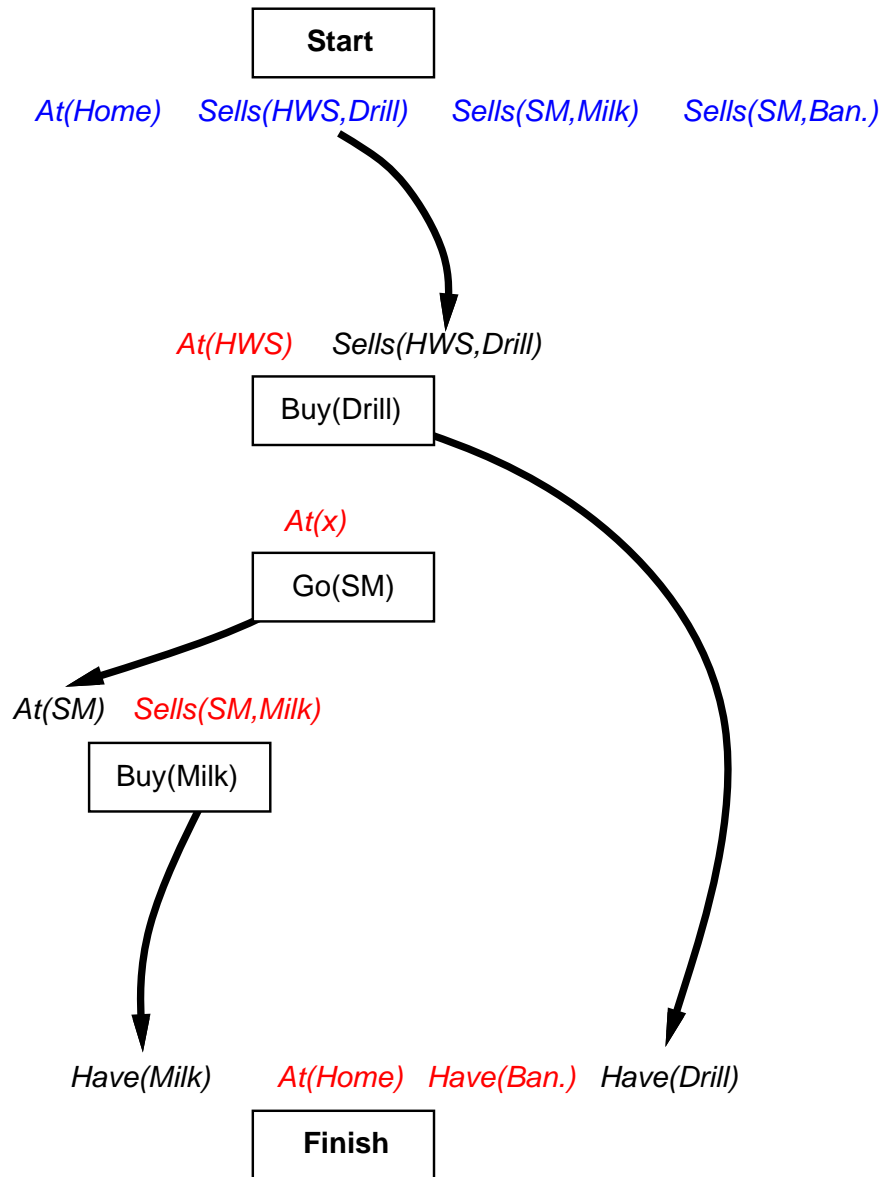 Start
At(Home) Sells(HWS,Drill) Sells(SM,Milk) Sells(SM,Ban.)
At(HWS) Sells(HWS,Drill)
Buy(Drill)
At(x)
Go(SM)
At(SM) Sells(SM,Milk)
Buy(Milk)
Have(Milk) At(Home) Have(Ban.) Have(Drill)
Finish